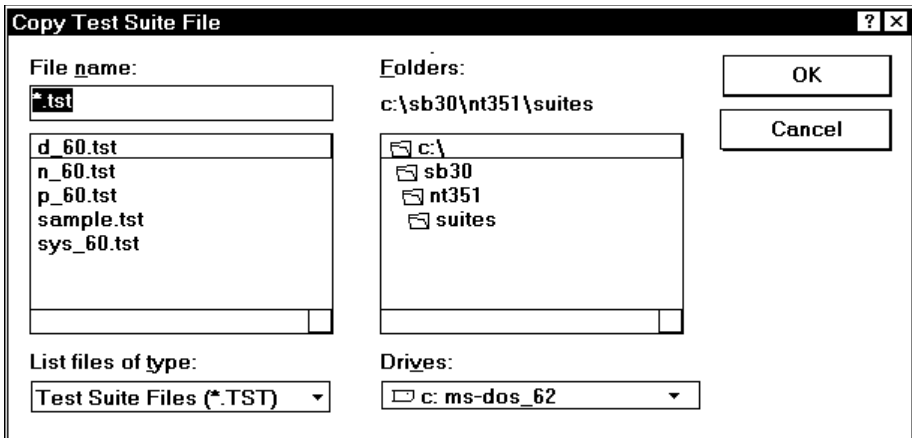 Copy Test Suite File
File name:
*.tst
d_60.tst
n_60.tst
p_60.tst
sample.tst
sys_60.tst
List files of type:
Test Suite Files (*.TST)
Folders:
c:\sb30\nt351\suites
c:\
sb30
nt351
suites
Drives:
c: ms-dos_62
OK
Cancel